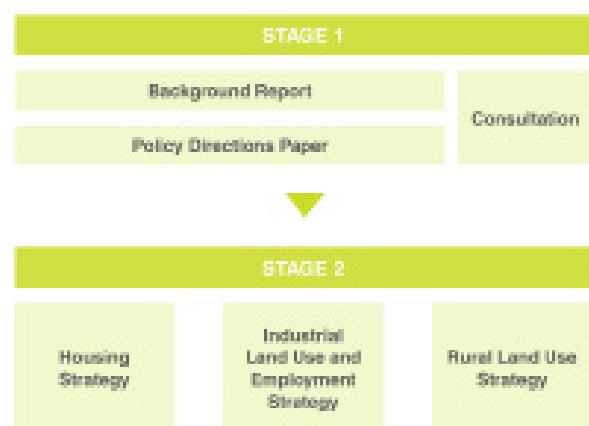 STAGE 1
Background Report
Policy Directions Paper
Consultation
STAGE 2
Housing
Strategy
Industrial
Land Use and
Employment
Strategy
Rural Land Use
Strategy